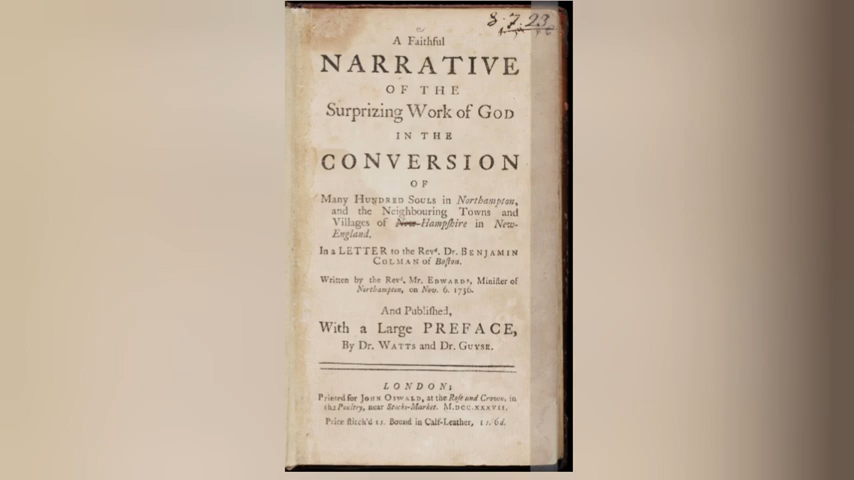 8.7.23
A Faithful
NARRATIVE
OF THE
Surprizing Work of GOD
IN THE
CONVERSION
OF
Many HUNDRED SOULS in Northampton,
and the Neighbouring Towns and
Villages of New-Hampſhire in New-
England.
In a LETTER to the Revd. Dr. BENJAMIN
COLMAN of Boſton.
Written by the Revd. Mr. EDWARDS, Miniſter of
Northampton, on Nov. 6. 1736.
And Publiſhed,
With a Large PREFACE,
By Dr. WATTS and Dr. GUYSE.
LONDON;
Printed for JOHN OSWALD, at the Roſe and Crown, in
the Poultry, near Stocks-Market. M.DCC.XXXVII.
Price ſtitch'd 1s. Bound in Calf-Leather, 1s. 6d.